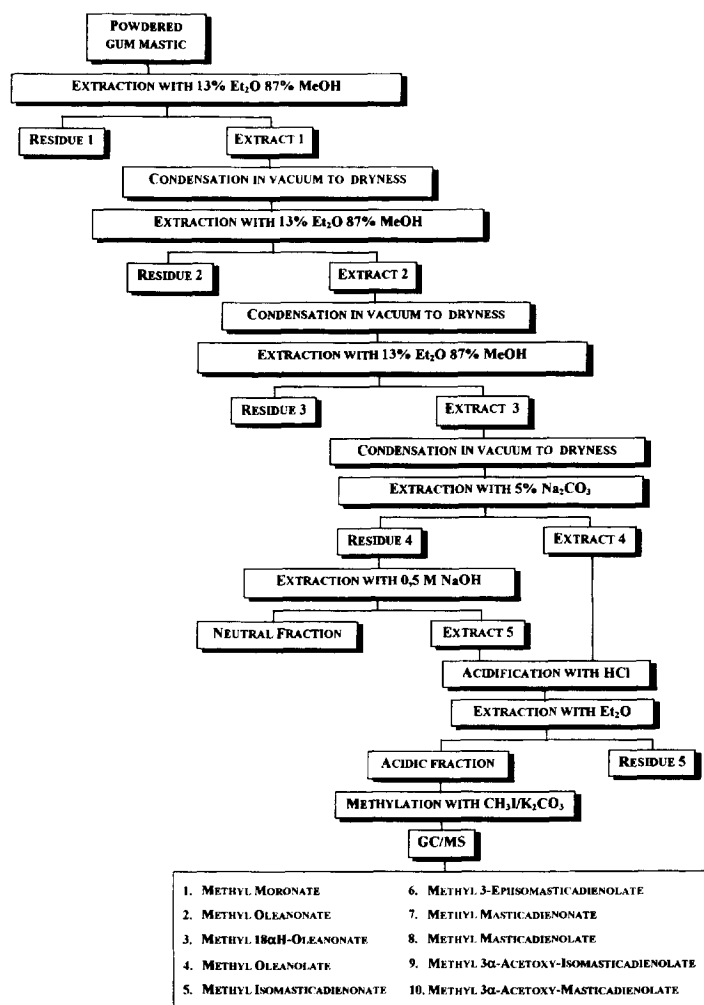 POWDERED
GUM MASTIC
EXTRACTION WITH 13% Et₂O 87% MeOH
RESIDUE 1
EXTRACT 1
CONDENSATION IN VACUUM TO DRYNESS
EXTRACTION WITH 13% Et₂O 87% MeOH
RESIDUE 2
EXTRACT 2
CONDENSATION IN VACUUM TO DRYNESS
EXTRACTION WITH 13% Et₂O 87% MeOH
RESIDUE 3
EXTRACT 3
CONDENSATION IN VACUUM TO DRYNESS
EXTRACTION WITH 5% Na₂CO₃
RESIDUE 4
EXTRACT 4
EXTRACTION WITH 0,5 M NaOH
NEUTRAL FRACTION
EXTRACT 5
ACIDIFICATION WITH HCl
EXTRACTION WITH Et₂O
ACIDIC FRACTION
RESIDUE 5
METHYLATION WITH CH₃I/K₂CO₃
GC/MS
1. METHYL MORONATE
2. METHYL OLEANONATE
3. METHYL 18αH-OLEANONATE
4. METHYL OLEANOLATE
5. METHYL ISOMASTICADIENONATE
6. METHYL 3-EPIISOMASTICADIENOLATE
7. METHYL MASTICADIENONATE
8. METHYL MASTICADIENOLATE
9. METHYL 3α-ACETOXY-ISOMASTICADIENOLATE
10. METHYL 3α-ACETOXY-MASTICADIENOLATE